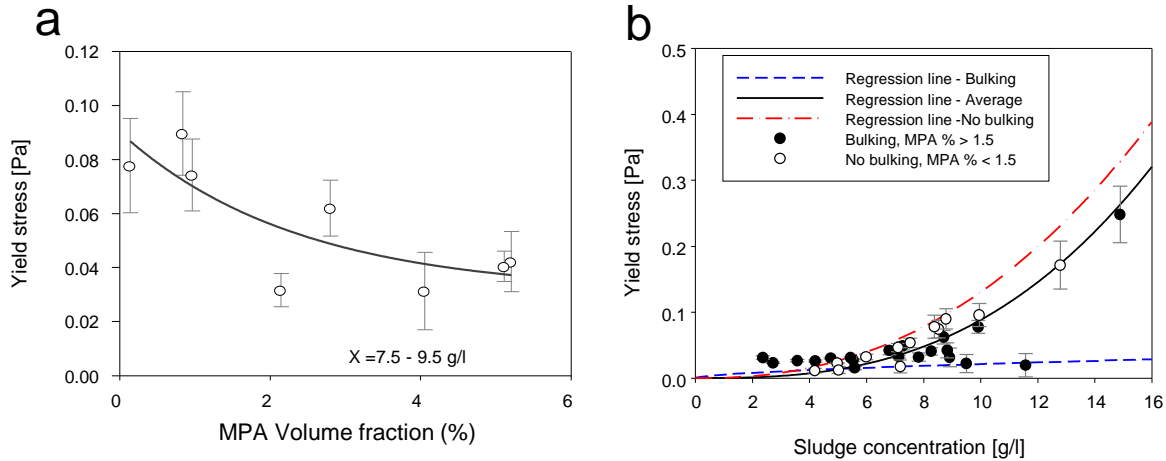 a
0.12
0.10
0.08
0.06
0.04
0.02
0.00
Yield stress [Pa]
0
2
4
6
X =7.5 - 9.5 g/l
MPA Volume fraction (%)
b
0.5
0.4
0.3
0.2
0.1
0.0
Yield stress [Pa]
Regression line - Bulking
Regression line - Average
Regression line -No bulking
Bulking, MPA % > 1.5
No bulking, MPA % < 1.5
0
2
4
6
8
10
12
14
16
Sludge concentration [g/l]